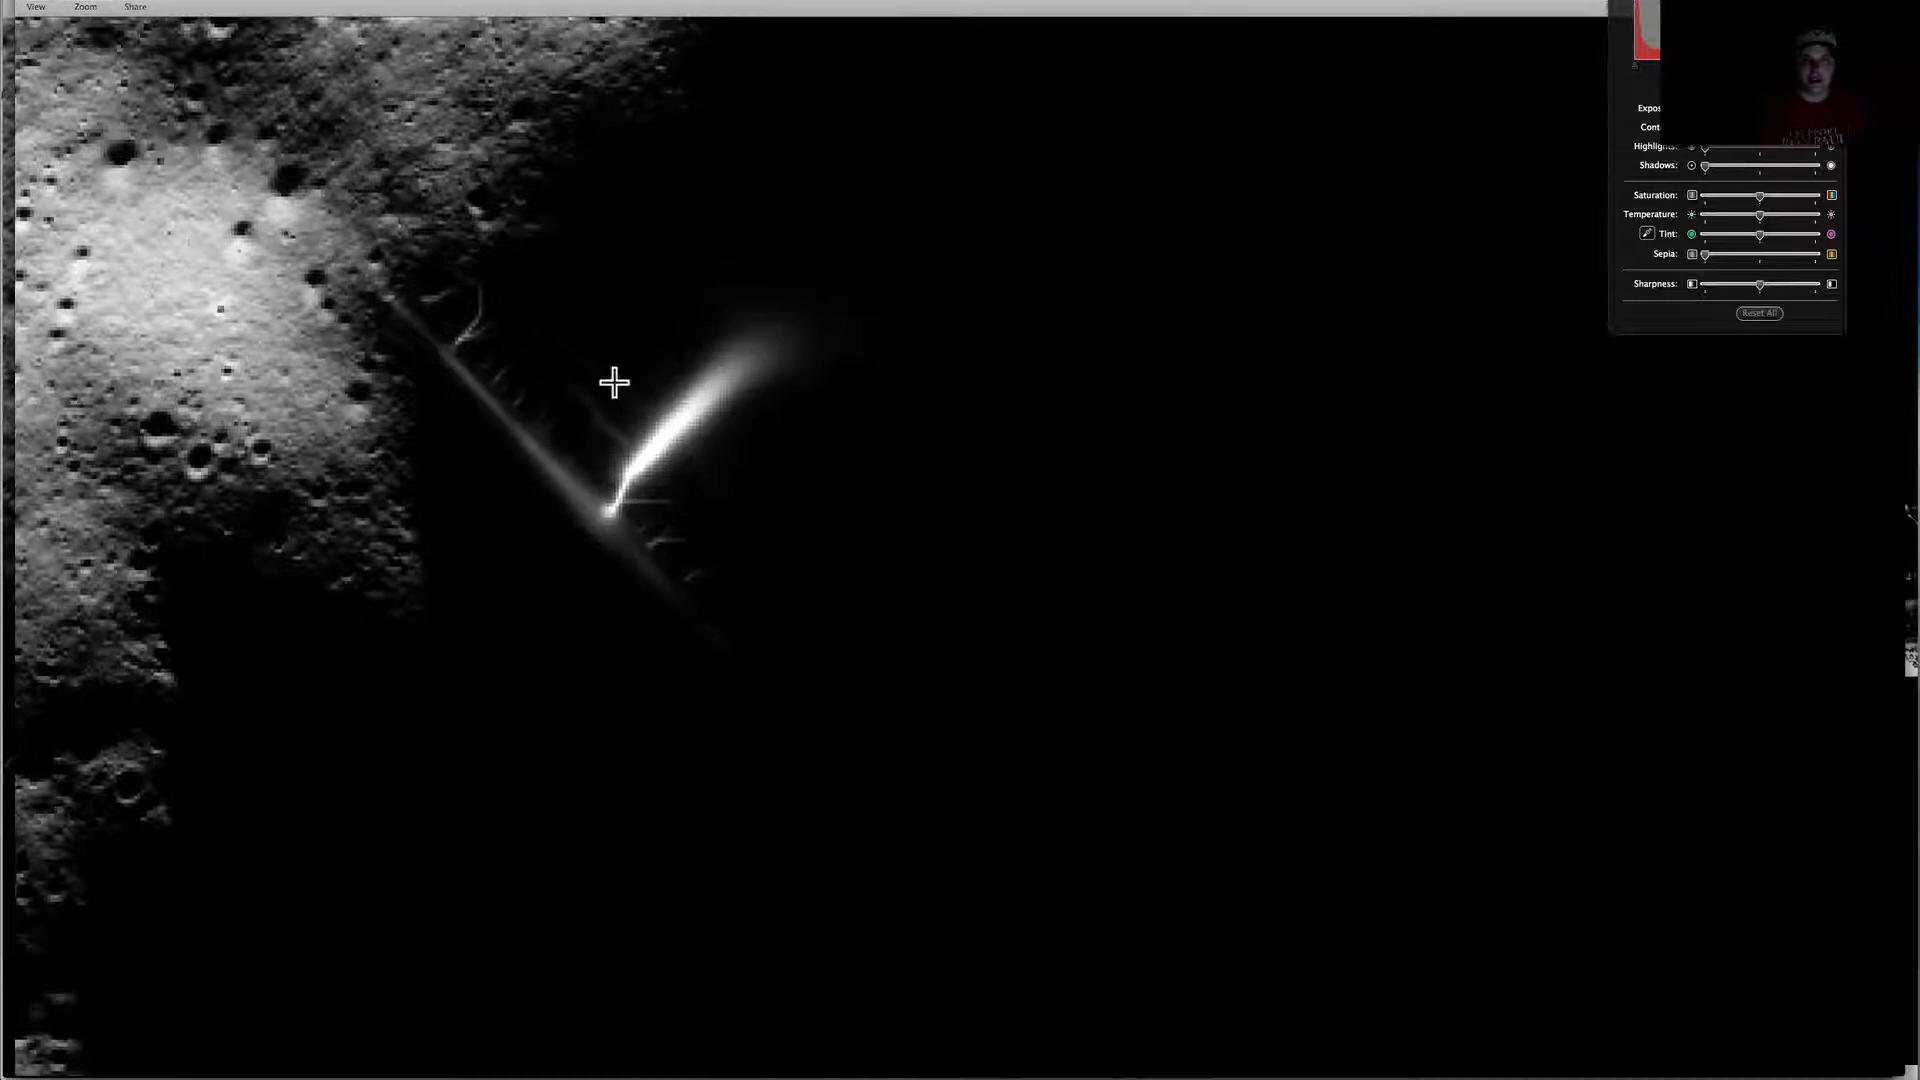 View Zoom Share
Highlights:
Shadows:
Saturation:
Temperature:
Tint:
Sepia:
Sharpness:
Reset All